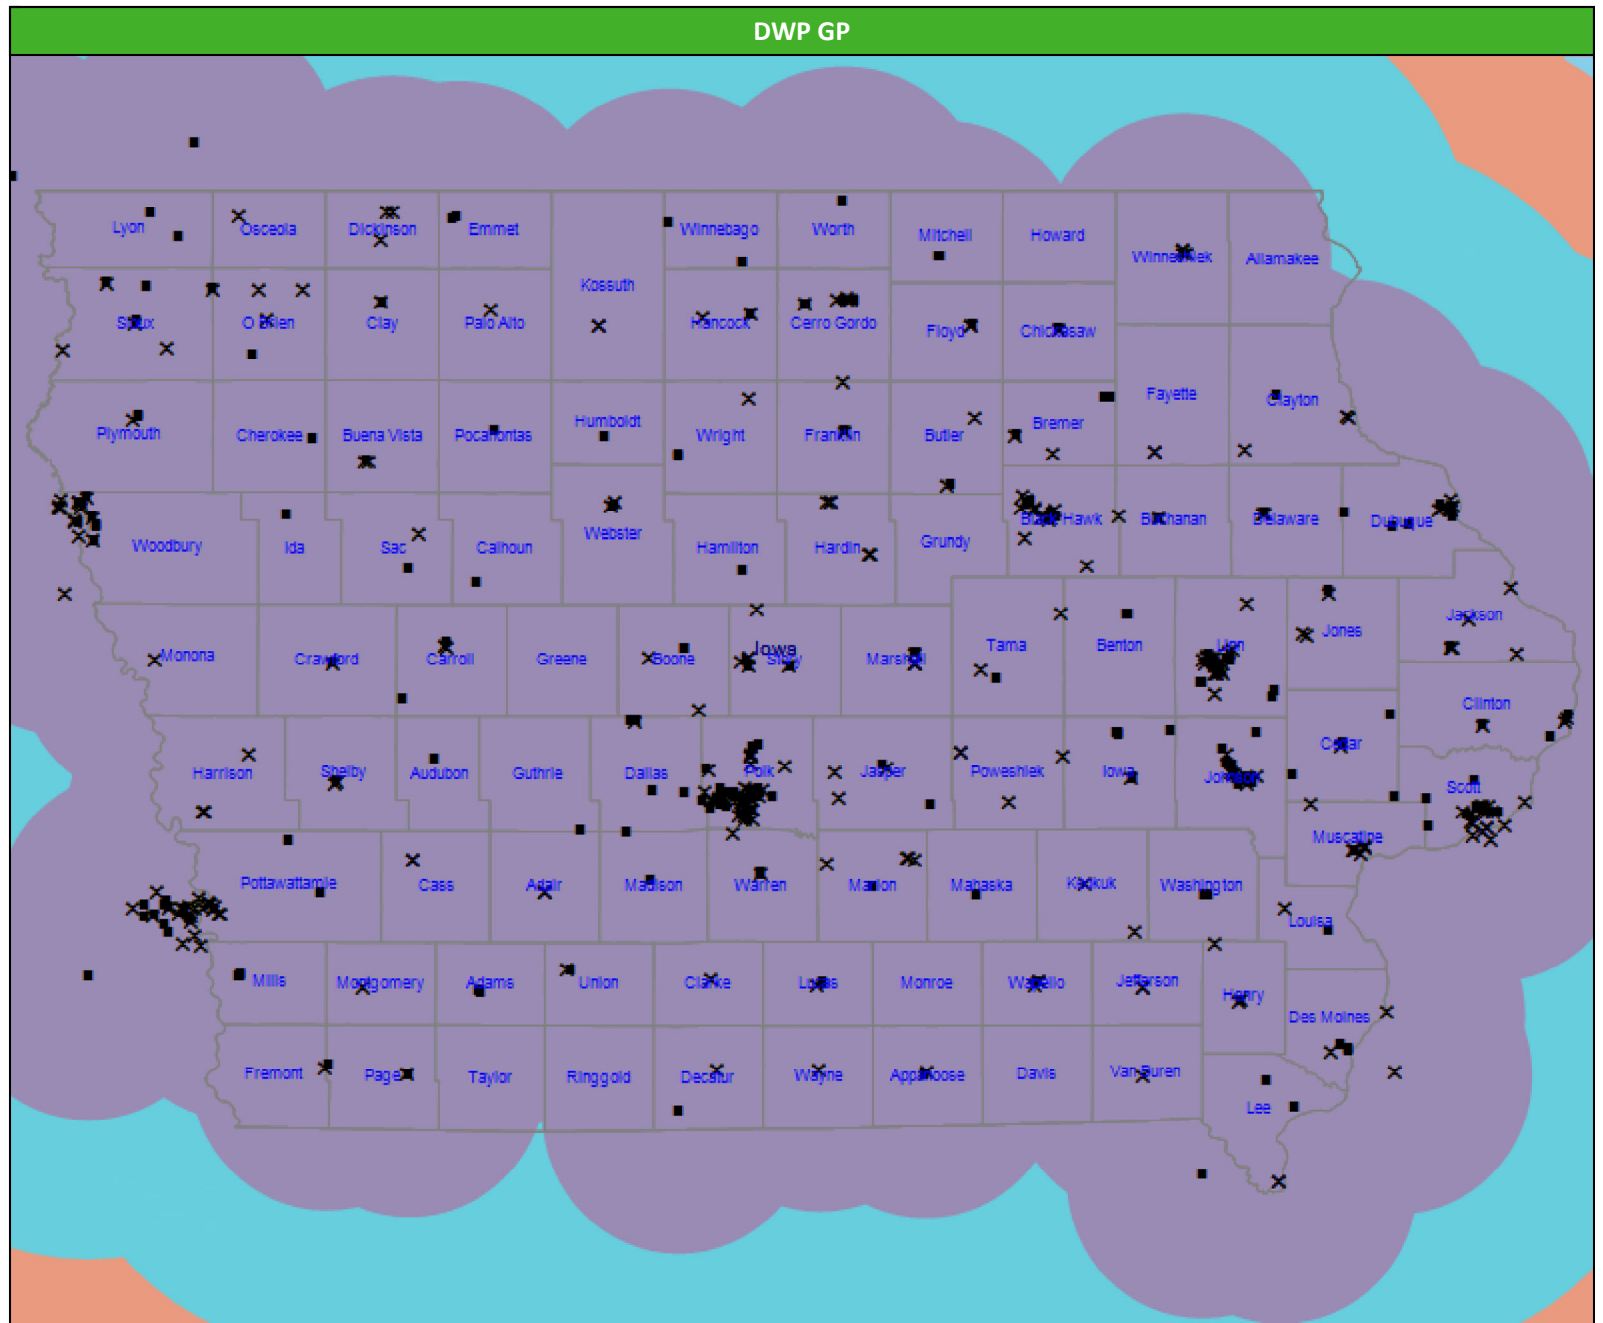 DWP GP
Lyon
Osceola
Dickinson
Emmet
Winnebago
Worth
Mitchell
Howard
Winneshiek
Allamakee
Kossuth
Sioux
O Brien
Clay
Palo Alto
Hancock
Cerro Gordo
Floyd
Chickasaw
Fayette
Clayton
Plymouth
Cherokee
Buena Vista
Pocahontas
Humboldt
Wright
Franklin
Butler
Bremer
Woodbury
Ida
Sac
Calhoun
Webster
Hamilton
Hardin
Grundy
Black Hawk
Buchanan
Delaware
Dubuque
Monona
Crawford
Carroll
Greene
Boone
Iowa
Story
Marshall
Tama
Benton
Linn
Jones
Jackson
Clinton
Harrison
Shelby
Audubon
Guthrie
Dallas
Polk
Jasper
Poweshiek
Iowa
Johnson
Cedar
Scott
Muscatine
Pottawattamie
Cass
Adair
Madison
Warren
Marion
Mahaska
Keokuk
Washington
Louisa
Mills
Montgomery
Adams
Union
Clarke
Lucas
Monroe
Wapello
Jefferson
Henry
Des Moines
Fremont
Page
Taylor
Ringgold
Decatur
Wayne
Appanoose
Davis
Van Buren
Lee